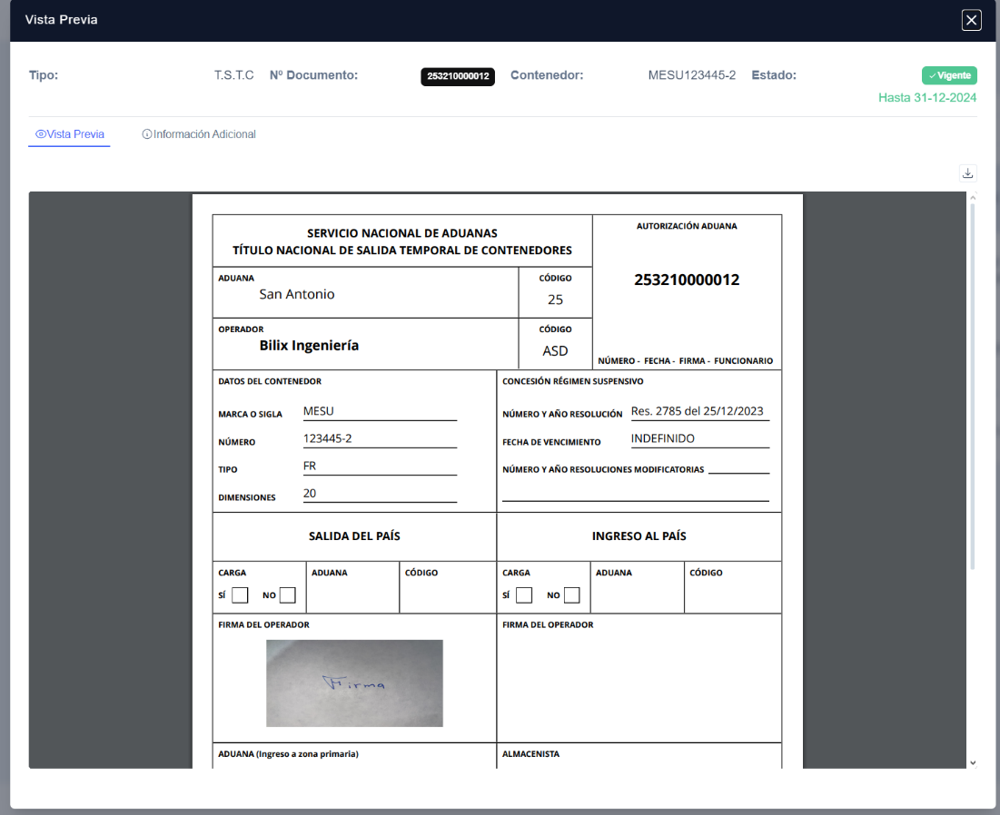 Vista Previa
Tipo: T.S.T.C Nº Documento: 253210000012 Contenedor: MESU123445-2 Estado: ✓ Vigente
Hasta 31-12-2024
Vista Previa Información Adicional
SERVICIO NACIONAL DE ADUANAS
TÍTULO NACIONAL DE SALIDA TEMPORAL DE CONTENEDORES
AUTORIZACIÓN ADUANA
253210000012
NÚMERO - FECHA - FIRMA - FUNCIONARIO
ADUANA
San Antonio
CÓDIGO
25
OPERADOR
Bilix Ingeniería
CÓDIGO
ASD
DATOS DEL CONTENEDOR
MARCA O SIGLA MESU
NÚMERO 123445-2
TIPO FR
DIMENSIONES 20
CONCESIÓN RÉGIMEN SUSPENSIVO
NÚMERO Y AÑO RESOLUCIÓN Res. 2785 del 25/12/2023
FECHA DE VENCIMIENTO INDEFINIDO
NÚMERO Y AÑO RESOLUCIONES MODIFICATORIAS
SALIDA DEL PAÍS
INGRESO AL PAÍS
CARGA
SÍ NO
ADUANA
CÓDIGO
CARGA
SÍ NO
ADUANA
CÓDIGO
FIRMA DEL OPERADOR
Firma
FIRMA DEL OPERADOR
ADUANA (Ingreso a zona primaria)
ALMACENISTA